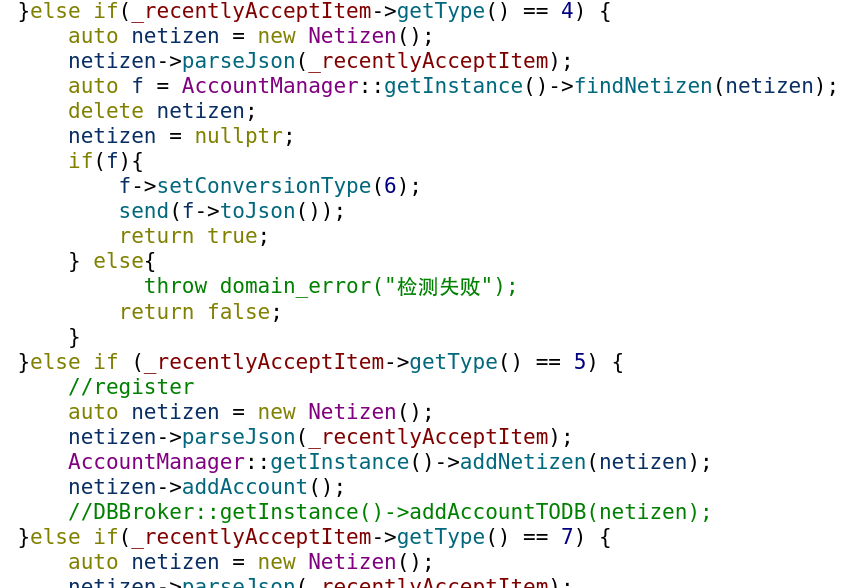 }else if(_recentlyAcceptItem->getType() == 4) {
    auto netizen = new Netizen();
    netizen->parseJson(_recentlyAcceptItem);
    auto f = AccountManager::getInstance()->findNetizen(netizen);
    delete netizen;
    netizen = nullptr;
    if(f){
        f->setConversionType(6);
        send(f->toJson());
        return true;
    } else{
          throw domain_error("检测失败");
        return false;
    }
}else if (_recentlyAcceptItem->getType() == 5) {
    //register
    auto netizen = new Netizen();
    netizen->parseJson(_recentlyAcceptItem);
    AccountManager::getInstance()->addNetizen(netizen);
    netizen->addAccount();
    //DBBroker::getInstance()->addAccountTODB(netizen);
}else if(_recentlyAcceptItem->getType() == 7) {
    auto netizen = new Netizen();
    netizen->parseJson(_recentlyAcceptItem);